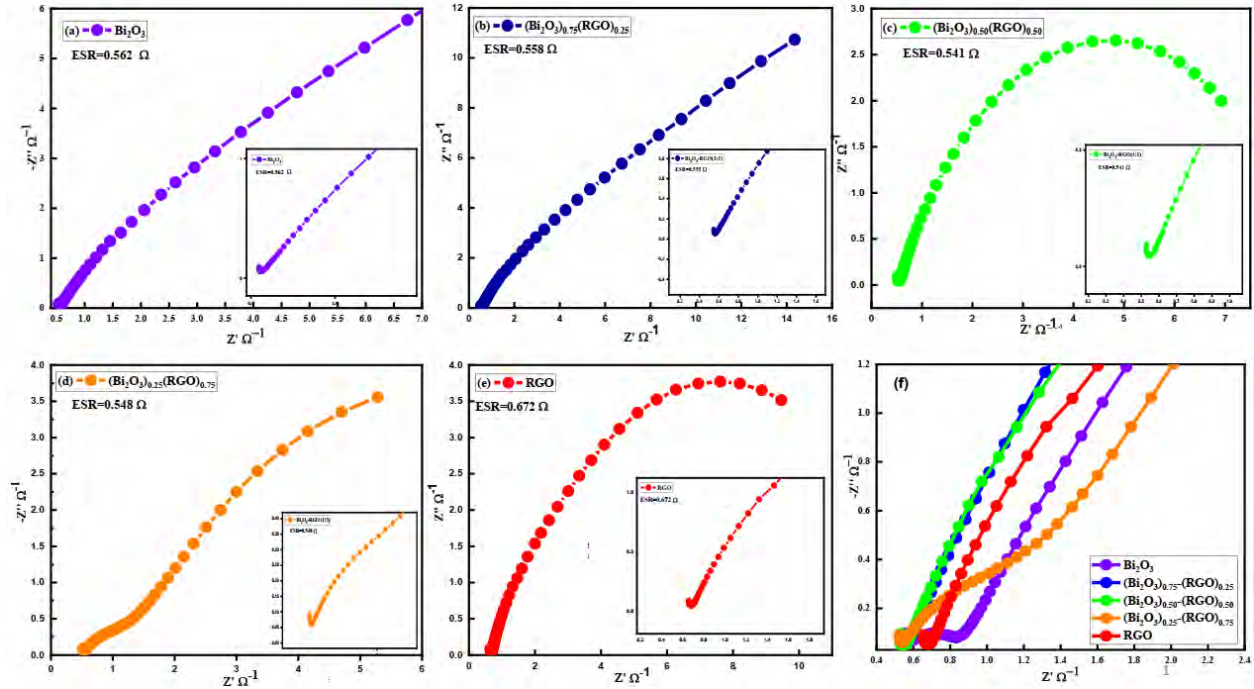 (a) Bi₂O₃
ESR=0.562 Ω
-Z'' Ω⁻¹
6
5
4
3
2
1
0
0.5 1.0 1.5 2.0 2.5 3.0 3.5 4.0 4.5 5.0 5.5 6.0 6.5 7.0
Z' Ω⁻¹
Bi₂O₃
ESR=0.562 Ω
(b) (Bi₂O₃)₀.₇₅(RGO)₀.₂₅
ESR=0.558 Ω
Z'' Ω⁻¹
12
10
8
6
4
2
0
0 2 4 6 8 10 12 14 16
Z' Ω⁻¹
(c) (Bi₂O₃)₀.₅₀(RGO)₀.₅₀
ESR=0.541 Ω
Z'' Ω⁻¹
3.0
2.5
2.0
1.5
1.0
0.5
0.0
0 1 2 3 4 5 6 7
(d) (Bi₂O₃)₀.₂₅(RGO)₀.₇₅
ESR=0.548 Ω
-Z'' Ω⁻¹
4.0
3.5
3.0
2.5
2.0
1.5
1.0
0.5
0.0
0 1 2 3 4 5 6
Z' Ω⁻¹
(e) RGO
ESR=0.672 Ω
Z'' Ω⁻¹
4.0
3.5
3.0
2.5
2.0
1.5
1.0
0.5
0.0
0 2 4 6 8 10
Z' Ω⁻¹
RGO
ESR=0.672 Ω
(f)
-Z'' Ω⁻¹
1.2
1.0
0.8
0.6
0.4
0.2
0.4 0.6 0.8 1.0 1.2 1.4 1.6 1.8 2.0 2.2 2.4
Z' Ω⁻¹
Bi₂O₃
(Bi₂O₃)₀.₇₅-(RGO)₀.₂₅
(Bi₂O₃)₀.₅₀-(RGO)₀.₅₀
(Bi₂O₃)₀.₂₅-(RGO)₀.₇₅
RGO